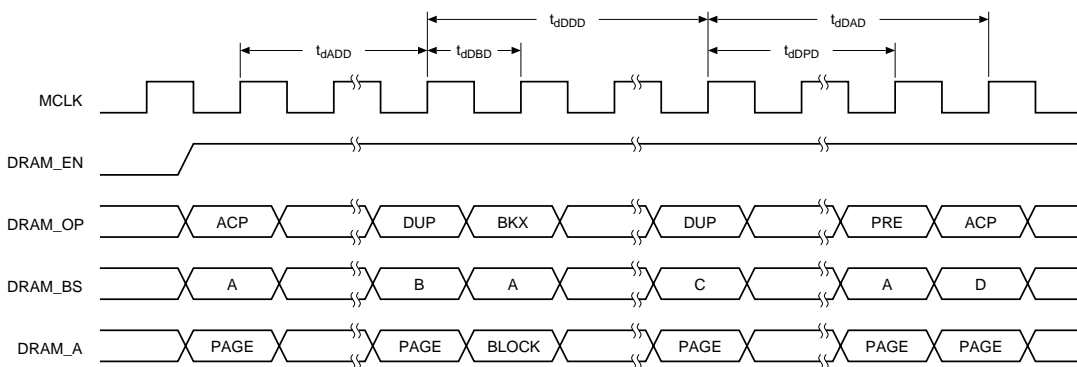 tdDDD tdDAD
tdADD tdDBD tdDPD
MCLK
DRAM_EN
DRAM_OP ACP DUP BKX DUP PRE ACP
DRAM_BS A B A C A D
DRAM_A PAGE PAGE BLOCK PAGE PAGE PAGE